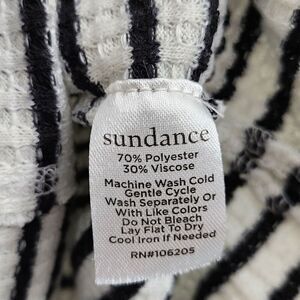 sundance
70% Polyester
30% Viscose
Machine Wash Cold
Gentle Cycle
Wash Separately Or
With Like Colors
Do Not Bleach
Lay Flat To Dry
Cool Iron If Needed
RN#106205